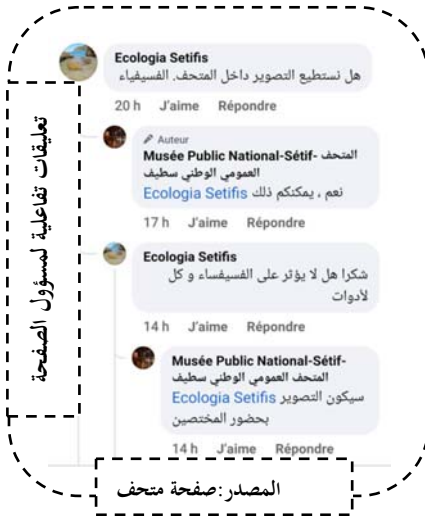 Ecologia Setifis
هل نستطيع التصوير داخل المتحف. الفسيفياء
20 h J'aime Répondre
Auteur
Musée Public National-Sétif- المتحف
العمومي الوطني سطيف
Ecologia Setifis نعم ، يمكنكم ذلك
17 h J'aime Répondre
Ecologia Setifis
شكرا هل لا يؤثر على الفسيفساء و كل
لأدوات
14 h J'aime Répondre
Musée Public National-Sétif-
المتحف العمومي الوطني سطيف
Ecologia Setifis سيكون التصوير
بحضور المختصين
14 h J'aime Répondre
تعليقات تفاعلية لمسؤول الصفحة
المصدر:صفحة متحف